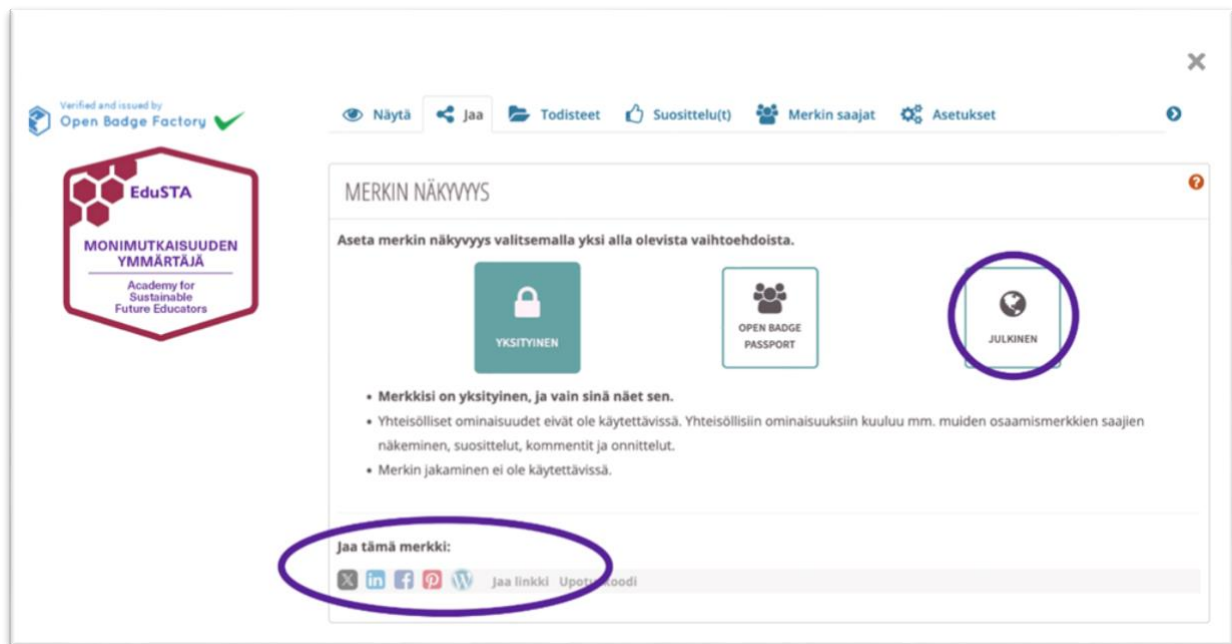 Verified and issued by
Open Badge Factory
Näytä
Jaa
Todisteet
Suosittelu(t)
Merkin saajat
Asetukset
EduSTA
MONIMUTKAISUUDEN
YMMÄRTÄJÄ
Academy for
Sustainable
Future Educators
MERKIN NÄKYVYYS
Aseta merkin näkyvyys valitsemalla yksi alla olevista vaihtoehdoista.
YKSITYINEN
OPEN BADGE
PASSPORT
JULKINEN
• Merkkisi on yksityinen, ja vain sinä näet sen.
• Yhteisölliset ominaisuudet eivät ole käytettävissä. Yhteisöllisiin ominaisuuksiin kuuluu mm. muiden osaamismerkkien saajien
näkeminen, suosittelut, kommentit ja onnittelut.
• Merkin jakaminen ei ole käytettävissä.
Jaa tämä merkki:
Jaa linkki Upotuskoodi